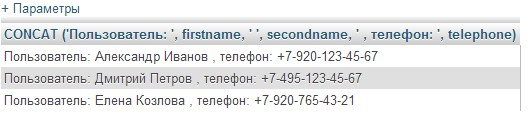 + Параметры
CONCAT ('Пользователь: ', firstname, ' ', secondname, ' , телефон: ', telephone)
Пользователь: Александр Иванов , телефон: +7-920-123-45-67
Пользователь: Дмитрий Петров , телефон: +7-495-123-45-67
Пользователь: Елена Козлова , телефон: +7-920-765-43-21